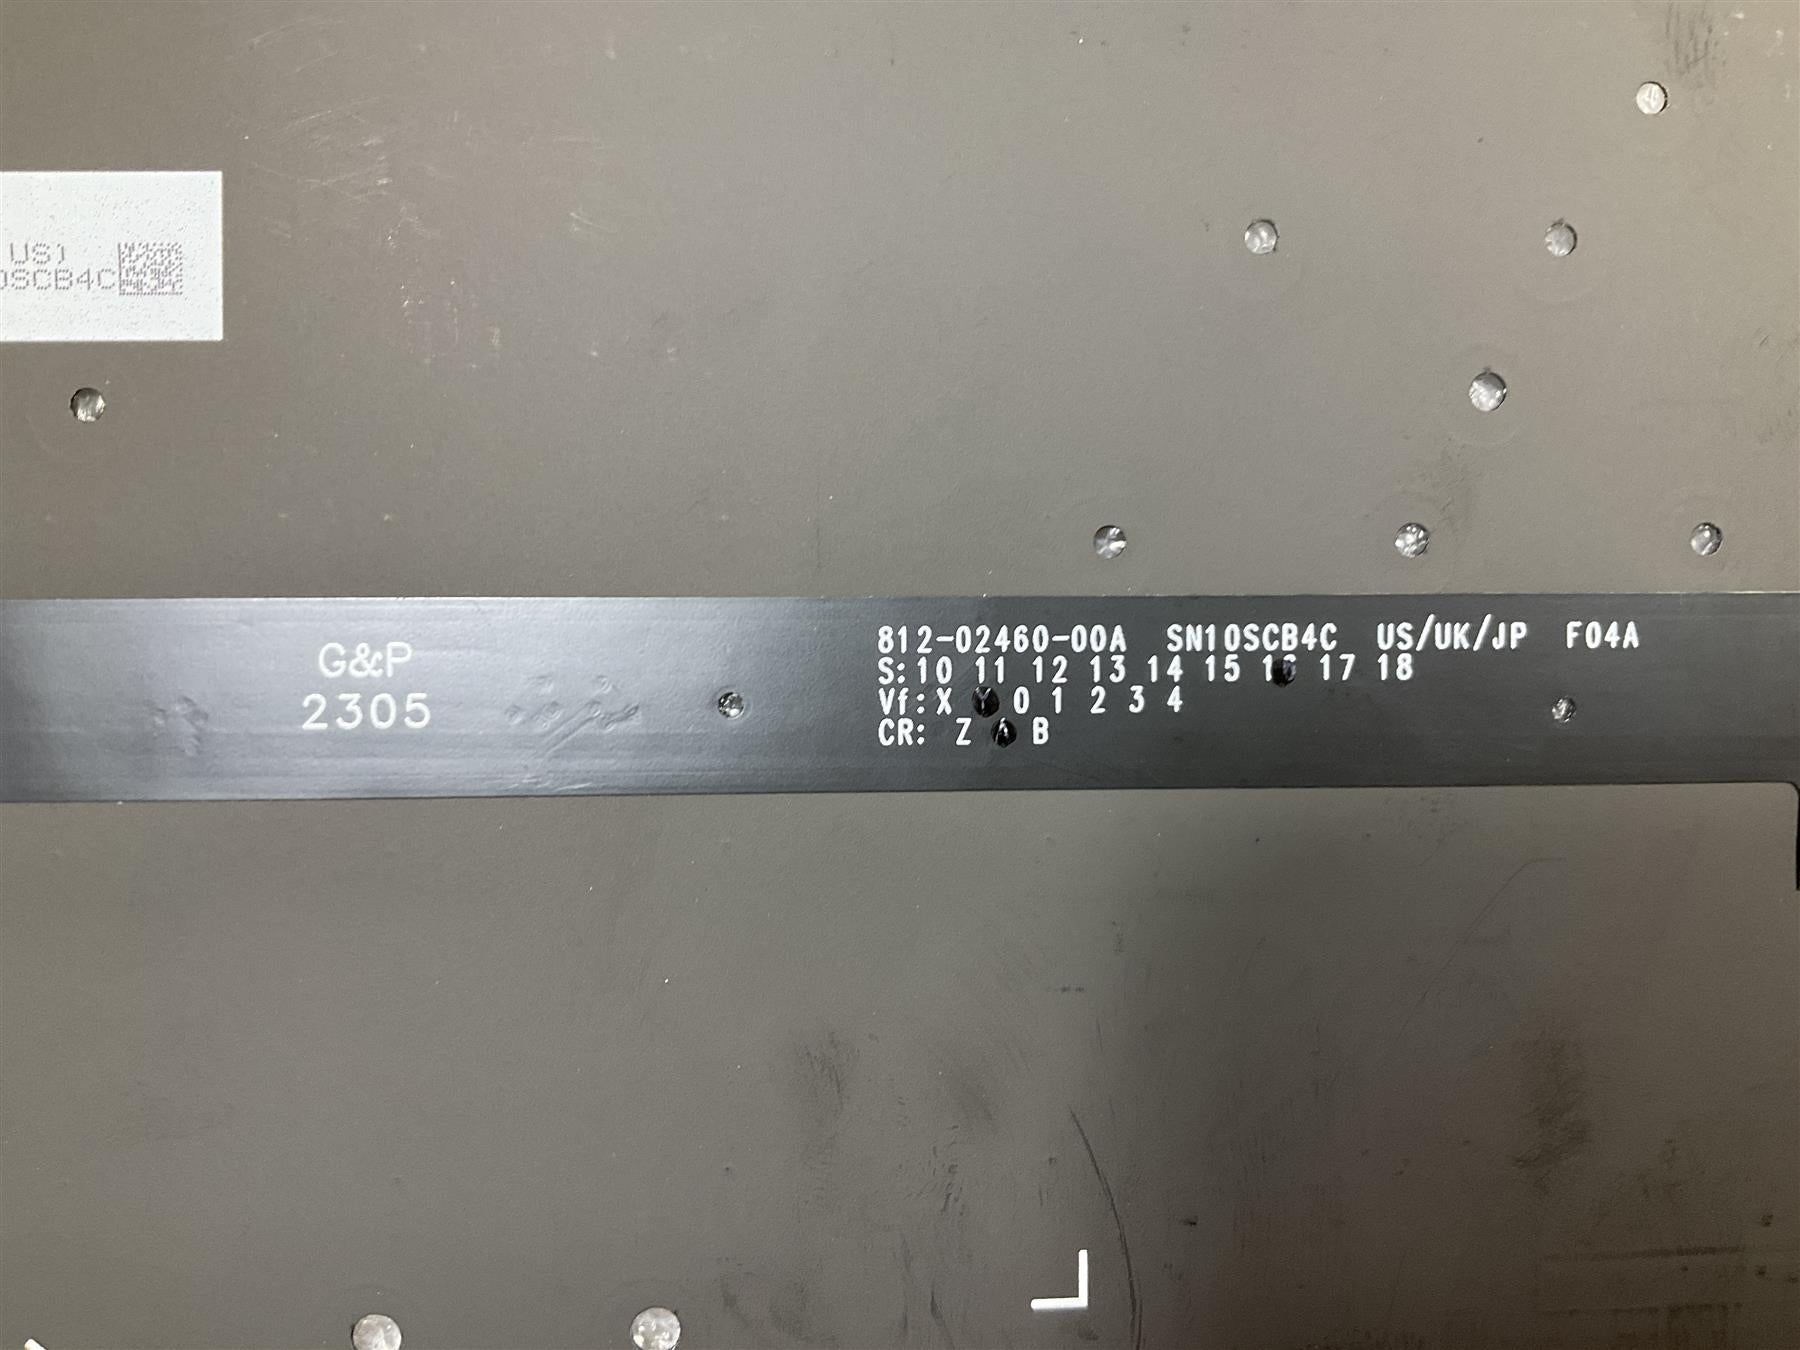 US1
0SCB4C
G&P
2305
812-02460-00A SN10SCB4C US/UK/JP F04A
S: 10 11 12 13 14 15 16 17 18
Vf: X Y 0 1 2 3 4
CR: Z A B